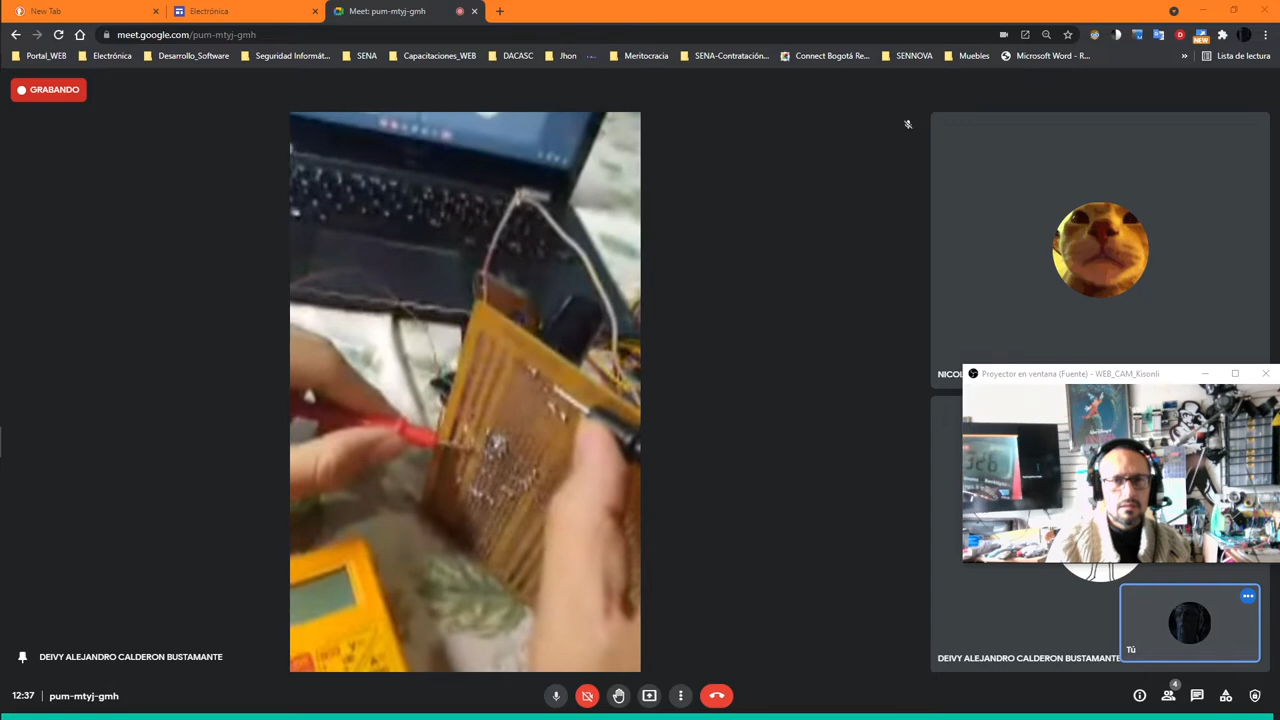 New Tab
Electrónica
Meet: pum-mtyj-gmh
meet.google.com/pum-mtyj-gmh
NEW
Portal_WEB
Electrónica
Desarrollo_Software
Seguridad Informát...
SENA
Capacitaciones_WEB
DACASC
Jhon
Meritocracia
SENA-Contratación...
Connect Bogotá Re...
SENNOVA
Muebles
Microsoft Word - R...
»
Lista de lectura
GRABANDO
NICOL
Proyector en ventana (Fuente) - WEB_CAM_Kisonli
Tú
DEIVY ALEJANDRO CALDERON BUSTAMANTE
DEIVY ALEJANDRO CALDERON BUSTAMANTE
12:37
pum-mtyj-gmh
4